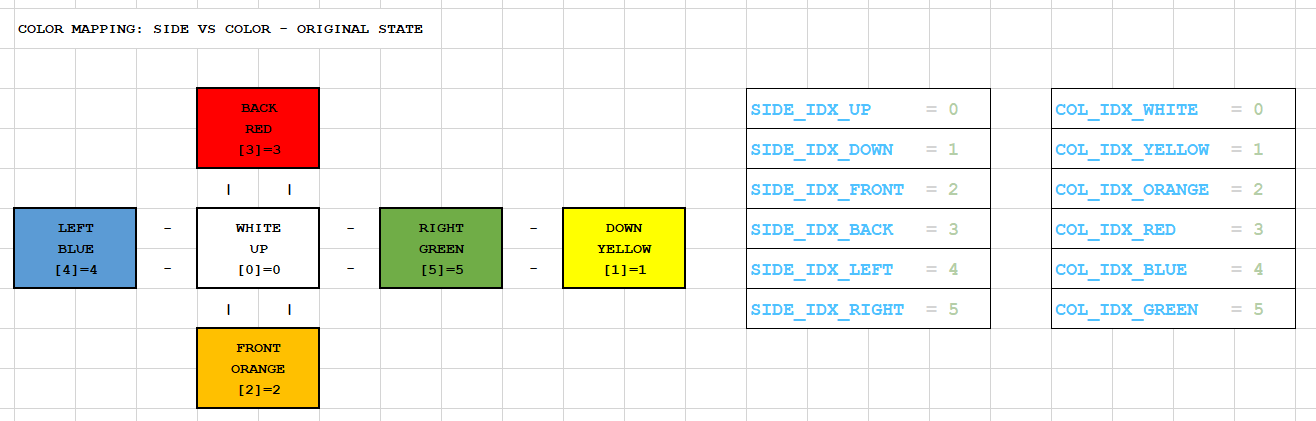 COLOR MAPPING: SIDE VS COLOR - ORIGINAL STATE
BACK
RED
[3]=3
| |
LEFT
BLUE
[4]=4
-
-
WHITE
UP
[0]=0
-
-
RIGHT
GREEN
[5]=5
-
-
DOWN
YELLOW
[1]=1
| |
FRONT
ORANGE
[2]=2
SIDE_IDX_UP = 0
SIDE_IDX_DOWN = 1
SIDE_IDX_FRONT = 2
SIDE_IDX_BACK = 3
SIDE_IDX_LEFT = 4
SIDE_IDX_RIGHT = 5
COL_IDX_WHITE = 0
COL_IDX_YELLOW = 1
COL_IDX_ORANGE = 2
COL_IDX_RED = 3
COL_IDX_BLUE = 4
COL_IDX_GREEN = 5